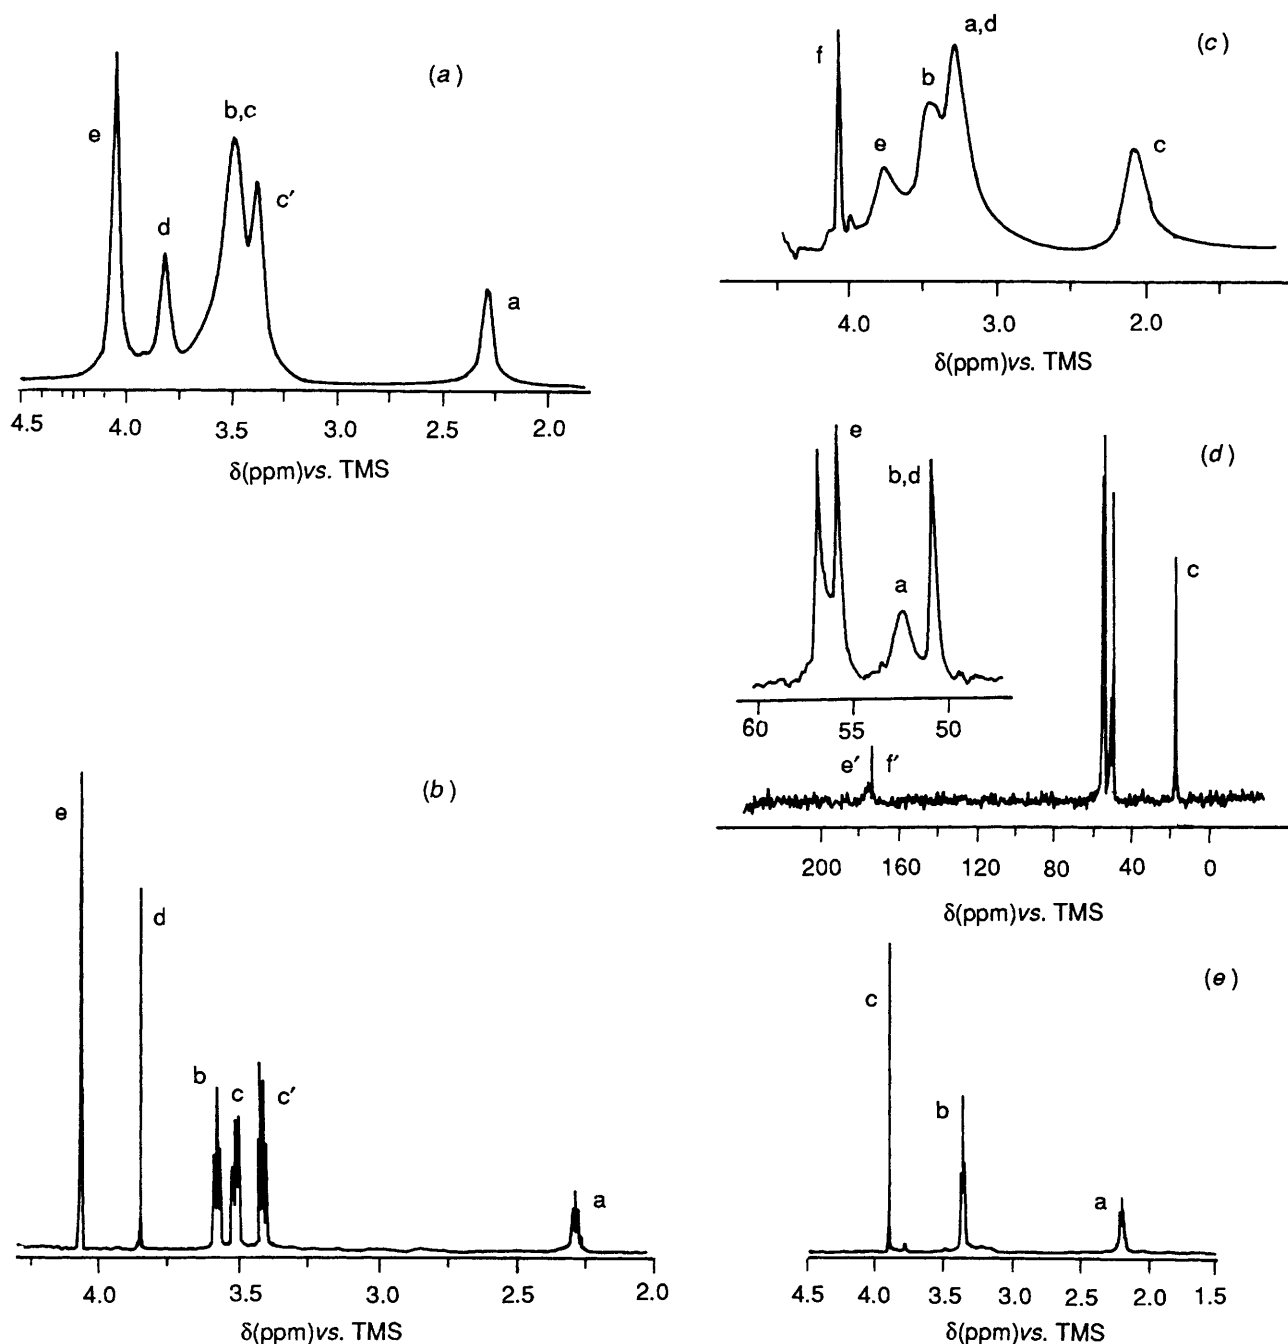 (a)
e
d
b,c
c′
a
4.5 4.0 3.5 3.0 2.5 2.0
δ(ppm)vs. TMS
(b)
e
d
b
c
c′
a
4.0 3.5 3.0 2.5 2.0
δ(ppm)vs. TMS
(c)
f
e
b
a,d
c
4.0 3.0 2.0
δ(ppm)vs. TMS
(d)
e
b,d
a
60 55 50
c
e′ f′
200 160 120 80 40 0
δ(ppm)vs. TMS
(e)
c
b
a
4.5 4.0 3.5 3.0 2.5 2.0 1.5
δ(ppm)vs. TMS